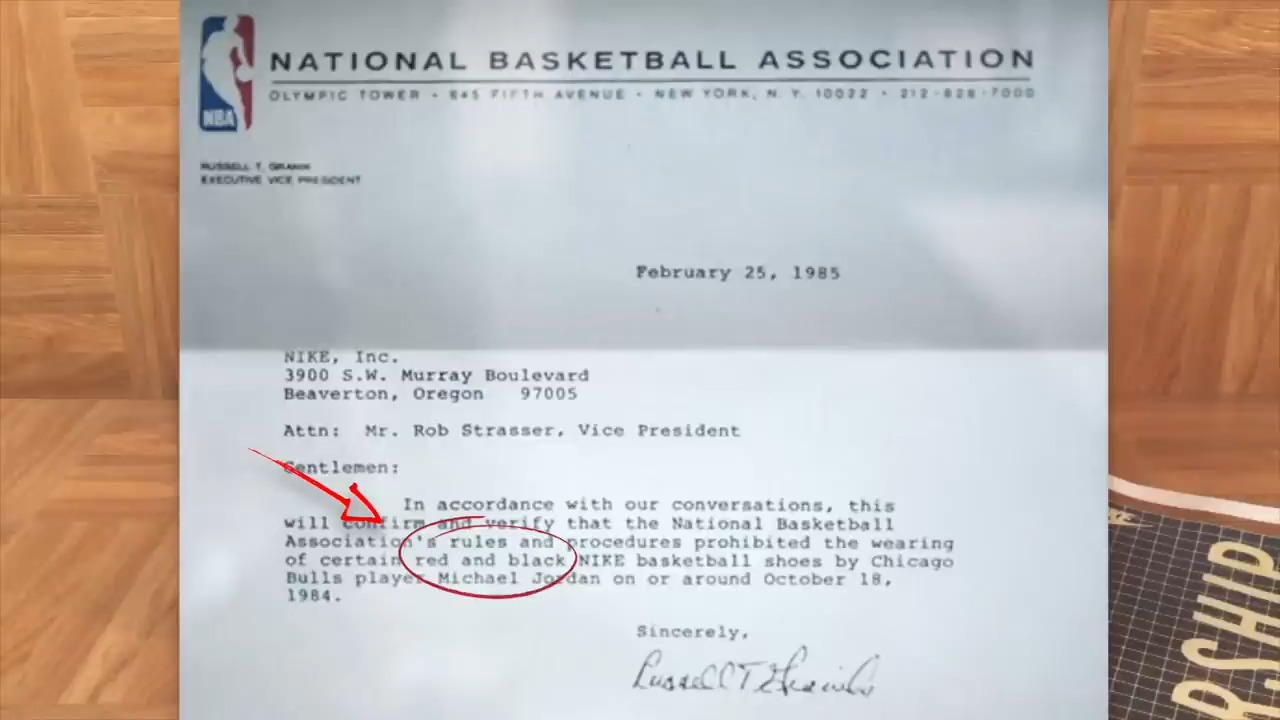 NBA
NATIONAL BASKETBALL ASSOCIATION
OLYMPIC TOWER • 645 FIFTH AVENUE • NEW YORK, N. Y. 10022 • 212-826-7000
RUSSELL T. GRANIK
EXECUTIVE VICE PRESIDENT
February 25, 1985
NIKE, Inc.
3900 S.W. Murray Boulevard
Beaverton, Oregon 97005
Attn: Mr. Rob Strasser, Vice President
Gentlemen:
In accordance with our conversations, this
will confirm and verify that the National Basketball
Association's rules and procedures prohibited the wearing
of certain red and black NIKE basketball shoes by Chicago
Bulls player Michael Jordan on or around October 18,
1984.
Sincerely,
Russell T Granik
RSHIP